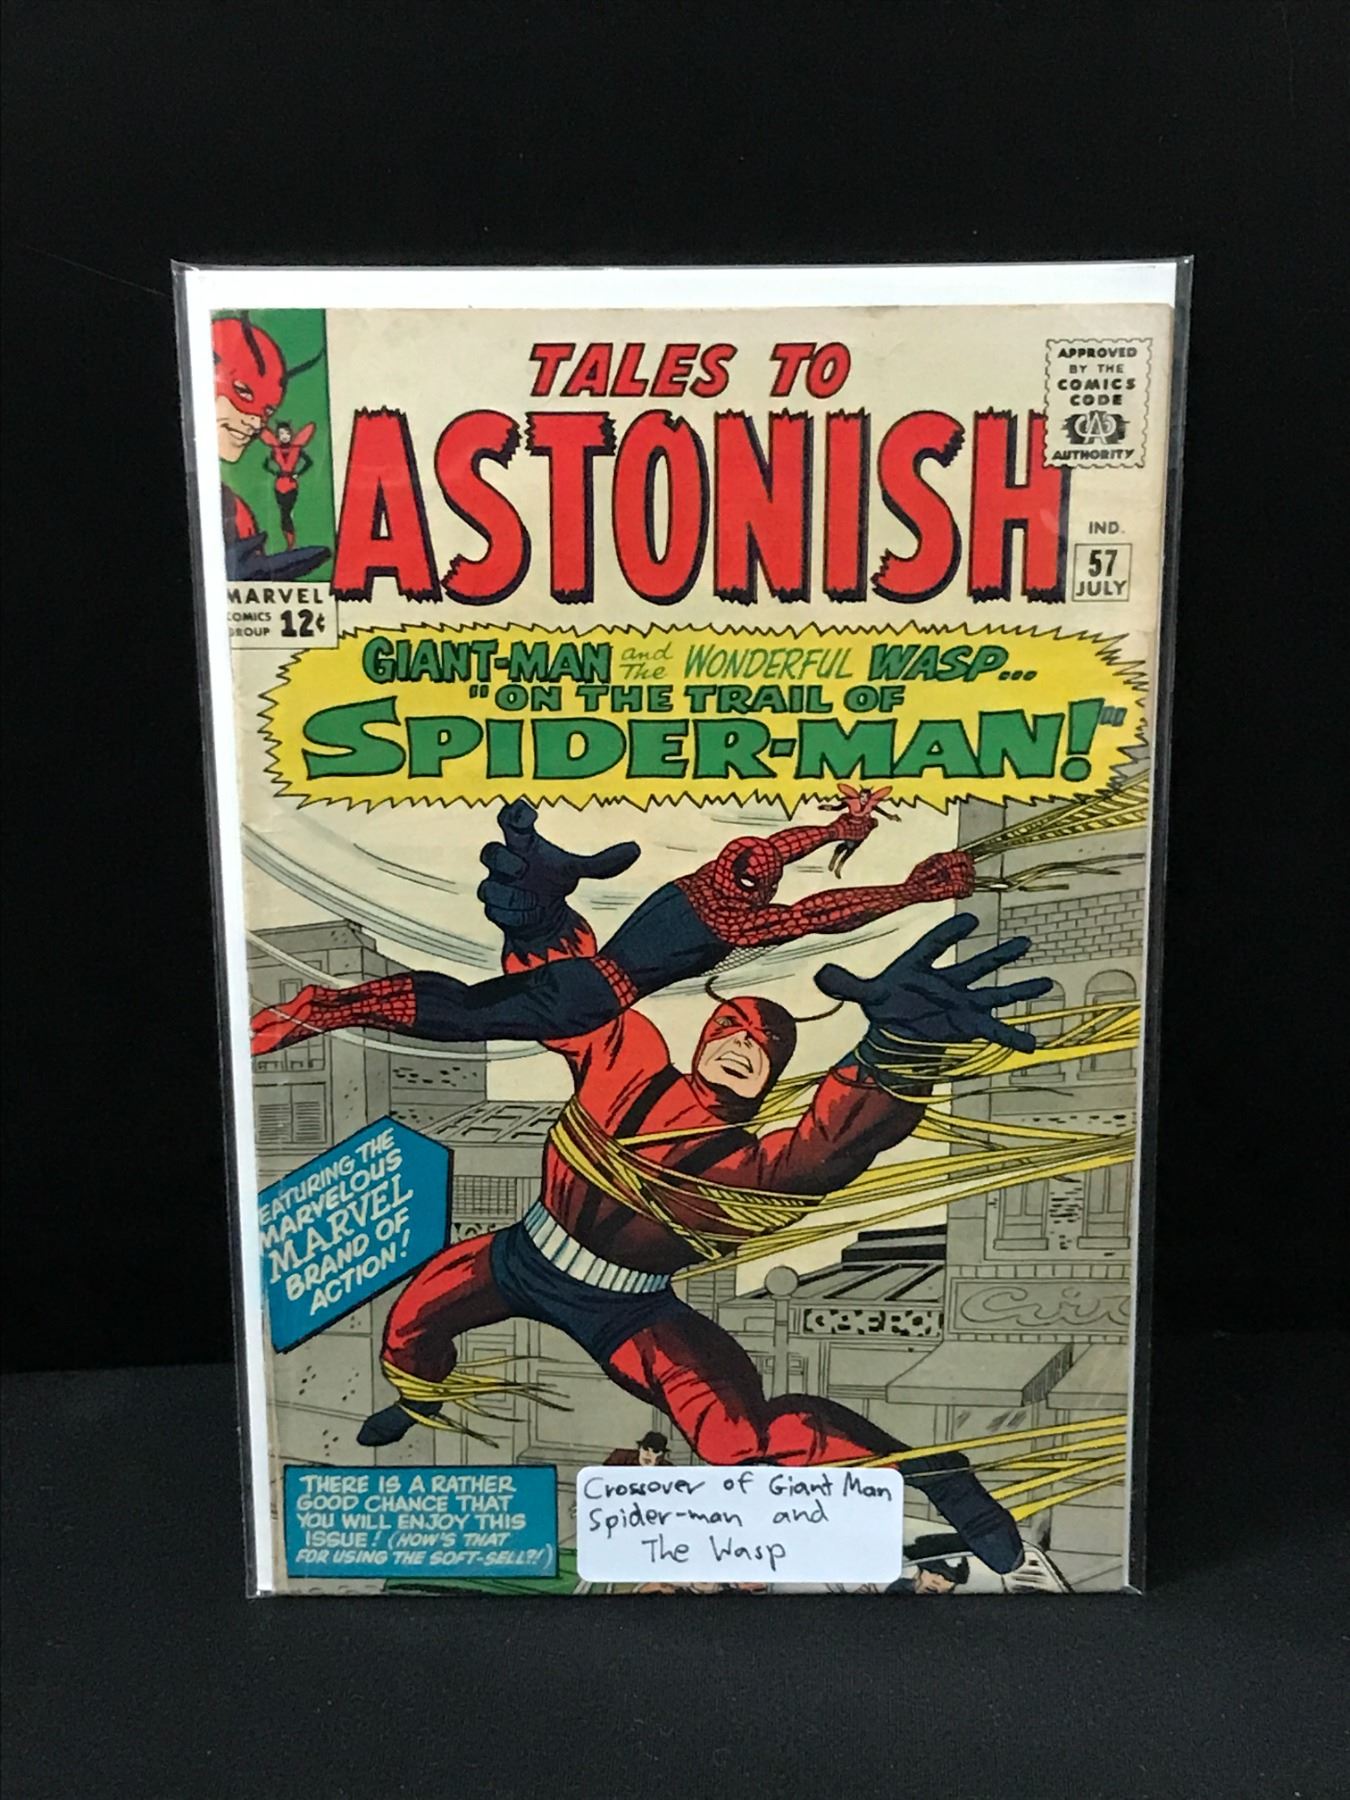 TALES TO
ASTONISH
APPROVED
BY THE
COMICS
CODE
AUTHORITY
IND.
57
JULY
MARVEL
COMICS
GROUP 12¢
GIANT-MAN and The WONDERFUL WASP...
"ON THE TRAIL OF
SPIDER-MAN!"
FEATURING THE
MARVELOUS
MARVEL
BRAND OF
ACTION!
THERE IS A RATHER
GOOD CHANCE THAT
YOU WILL ENJOY THIS
ISSUE! (HOW'S THAT
FOR USING THE SOFT-SELL?!)
Crossover of Giant Man
Spider-man and
The Wasp